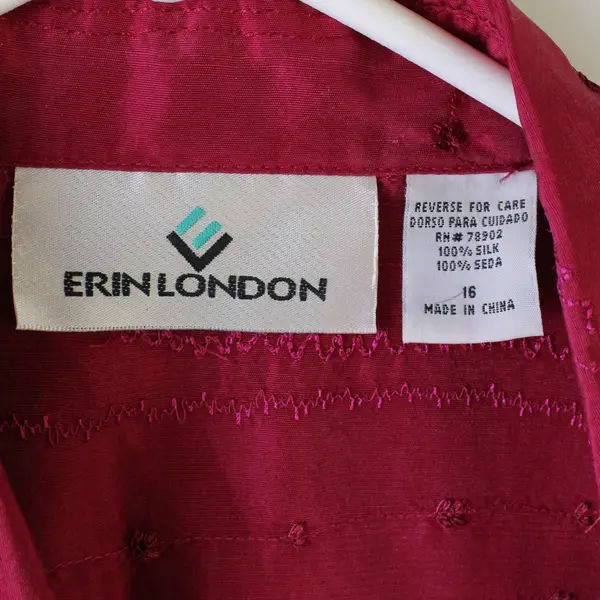 ERIN LONDON
REVERSE FOR CARE
DORSO PARA CUIDADO
RN# 78902
100% SILK
100% SEDA
16
MADE IN CHINA